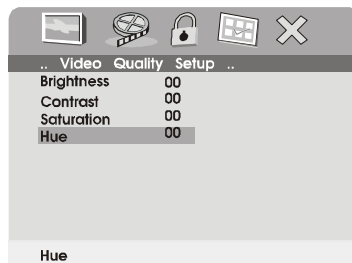 .. Video Quality Setup ..
Brightness 00
Contrast 00
Saturation 00
Hue 00
Hue